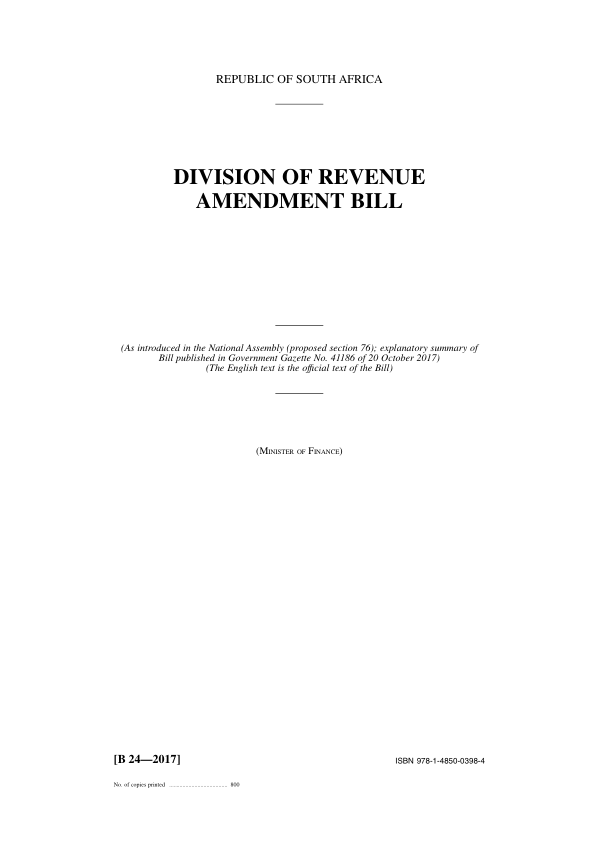 REPUBLIC OF SOUTH AFRICA
DIVISION OF REVENUE
AMENDMENT BILL
(As introduced in the National Assembly (proposed section 76); explanatory summary of
Bill published in Government Gazette No. 41186 of 20 October 2017)
(The English text is the official text of the Bill)
(Minister of Finance)
[B 24—2017]
ISBN 978-1-4850-0398-4
No. of copies printed ....................................... 800